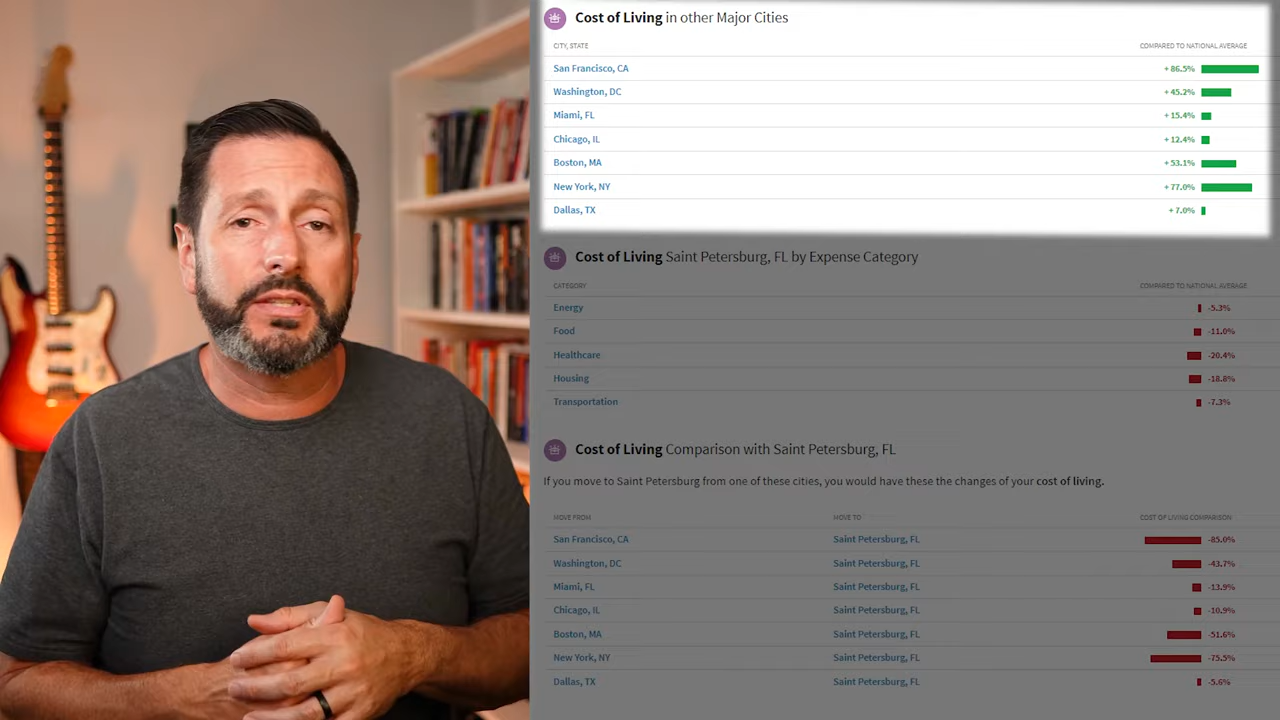 Cost of Living in other Major Cities
CITY, STATE COMPARED TO NATIONAL AVERAGE
San Francisco, CA + 86.5%
Washington, DC + 45.2%
Miami, FL + 15.4%
Chicago, IL + 12.4%
Boston, MA + 53.1%
New York, NY + 77.0%
Dallas, TX + 7.0%
Cost of Living Saint Petersburg, FL by Expense Category
CATEGORY COMPARED TO NATIONAL AVERAGE
Energy -5.3%
Food -11.0%
Healthcare -20.4%
Housing -18.8%
Transportation -7.3%
Cost of Living Comparison with Saint Petersburg, FL
If you move to Saint Petersburg from one of these cities, you would have these the changes of your cost of living.
MOVE FROM MOVE TO COST OF LIVING COMPARISON
San Francisco, CA Saint Petersburg, FL -85.0%
Washington, DC Saint Petersburg, FL -43.7%
Miami, FL Saint Petersburg, FL -13.9%
Chicago, IL Saint Petersburg, FL -10.9%
Boston, MA Saint Petersburg, FL -51.6%
New York, NY Saint Petersburg, FL -75.5%
Dallas, TX Saint Petersburg, FL -5.6%